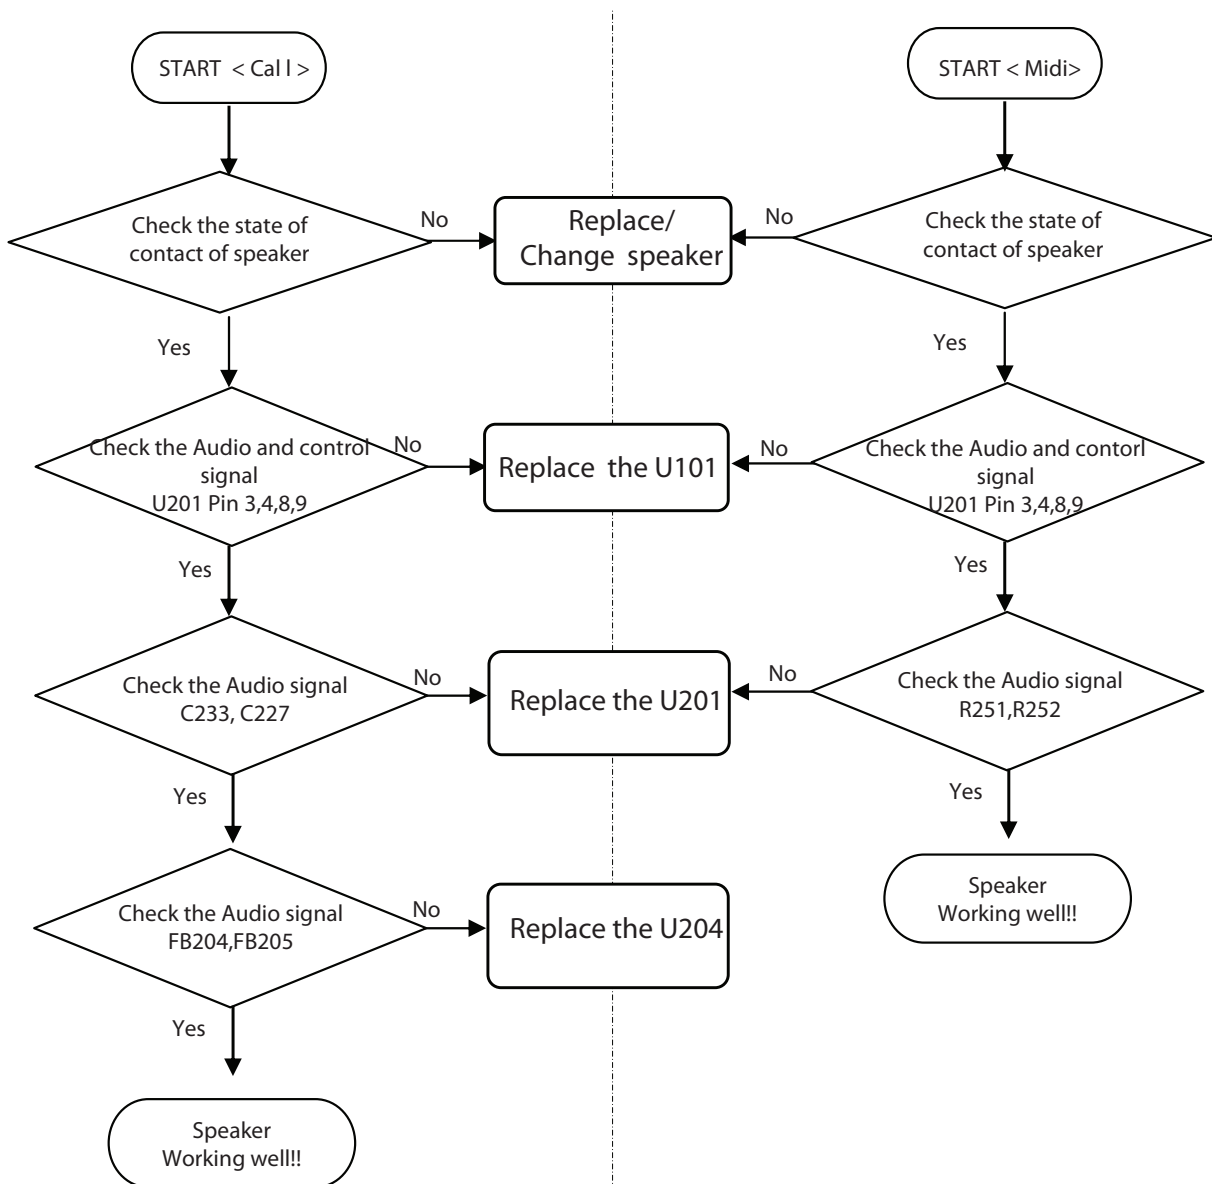 START < Cal l >
START < Midi>
Check the state of
contact of speaker
No
Replace/
Change speaker
No
Check the state of
contact of speaker
Yes
Yes
Check the Audio and control
signal
U201 Pin 3,4,8,9
No
Replace the U101
No
Check the Audio and contorl
signal
U201 Pin 3,4,8,9
Yes
Yes
Check the Audio signal
C233, C227
No
Replace the U201
No
Check the Audio signal
R251,R252
Yes
Yes
Check the Audio signal
FB204,FB205
No
Replace the U204
Speaker
Working well!!
Yes
Speaker
Working well!!